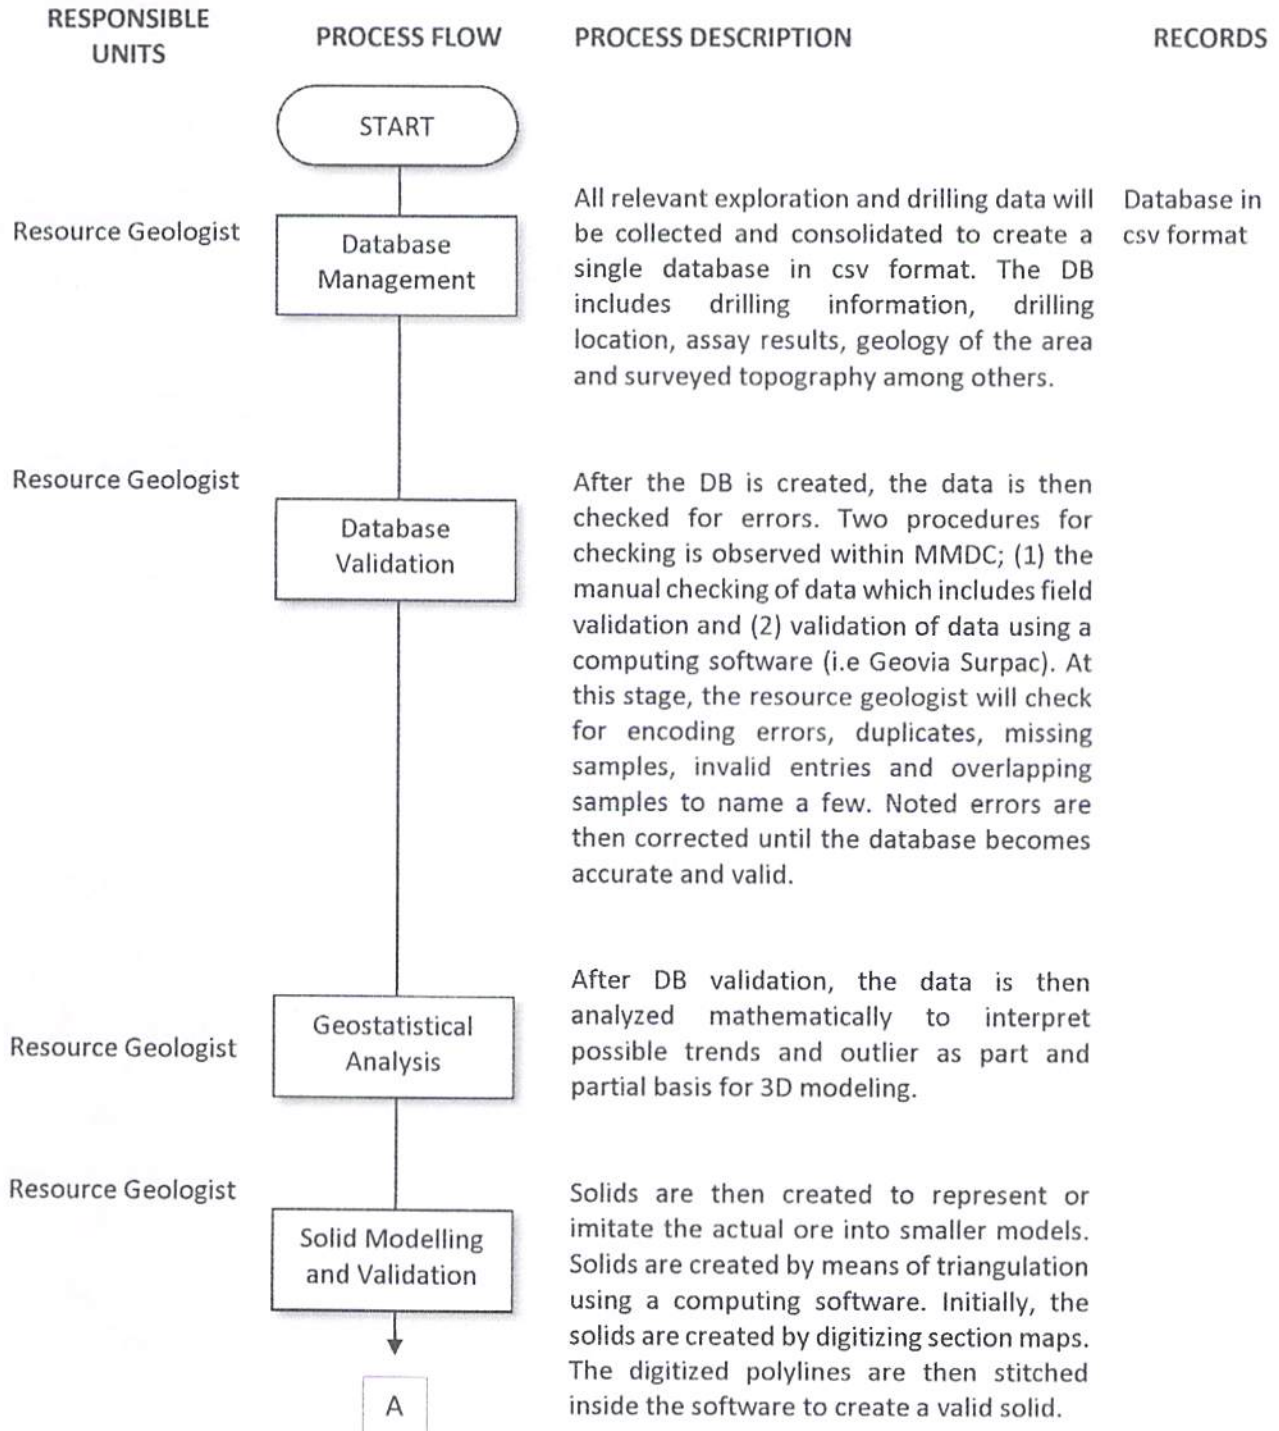 RESPONSIBLE
UNITS
PROCESS FLOW
PROCESS DESCRIPTION
RECORDS
START
Resource Geologist
Database
Management
All relevant exploration and drilling data will
be collected and consolidated to create a
single database in csv format. The DB
includes drilling information, drilling
location, assay results, geology of the area
and surveyed topography among others.
Database in
csv format
Resource Geologist
Database
Validation
After the DB is created, the data is then
checked for errors. Two procedures for
checking is observed within MMDC; (1) the
manual checking of data which includes field
validation and (2) validation of data using a
computing software (i.e Geovia Surpac). At
this stage, the resource geologist will check
for encoding errors, duplicates, missing
samples, invalid entries and overlapping
samples to name a few. Noted errors are
then corrected until the database becomes
accurate and valid.
Resource Geologist
Geostatistical
Analysis
After DB validation, the data is then
analyzed mathematically to interpret
possible trends and outlier as part and
partial basis for 3D modeling.
Resource Geologist
Solid Modelling
and Validation
Solids are then created to represent or
imitate the actual ore into smaller models.
Solids are created by means of triangulation
using a computing software. Initially, the
solids are created by digitizing section maps.
The digitized polylines are then stitched
inside the software to create a valid solid.
A